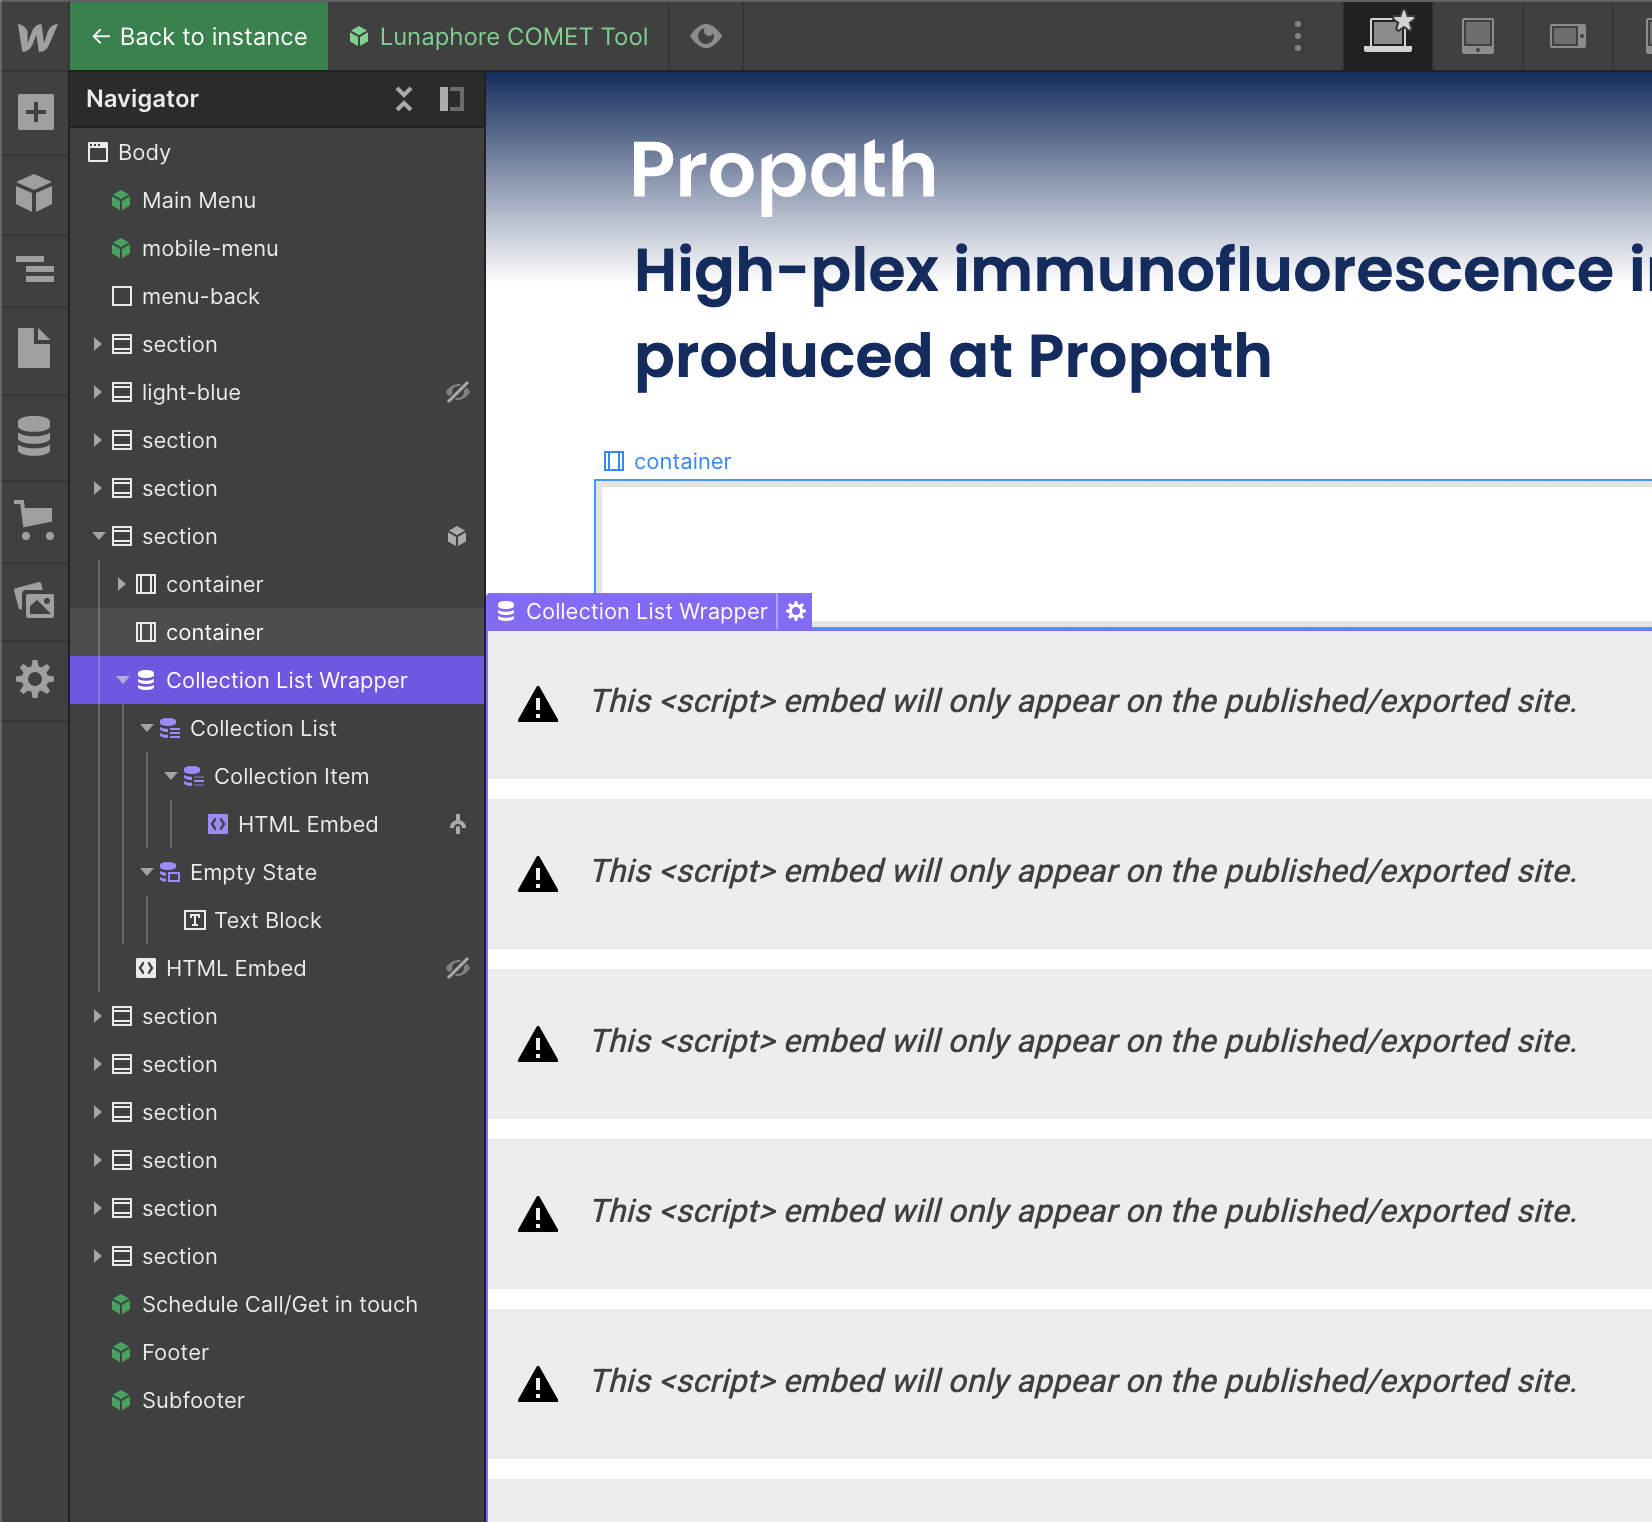 ← Back to instance
Lunaphore COMET Tool
Navigator
Body
Main Menu
mobile-menu
menu-back
section
light-blue
section
section
section
container
container
Collection List Wrapper
Collection List
Collection Item
HTML Embed
Empty State
Text Block
HTML Embed
section
section
section
section
section
section
Schedule Call/Get in touch
Footer
Subfooter
Propath
High-plex immunofluorescence
produced at Propath
container
Collection List Wrapper
This <script> embed will only appear on the published/exported site.
This <script> embed will only appear on the published/exported site.
This <script> embed will only appear on the published/exported site.
This <script> embed will only appear on the published/exported site.
This <script> embed will only appear on the published/exported site.